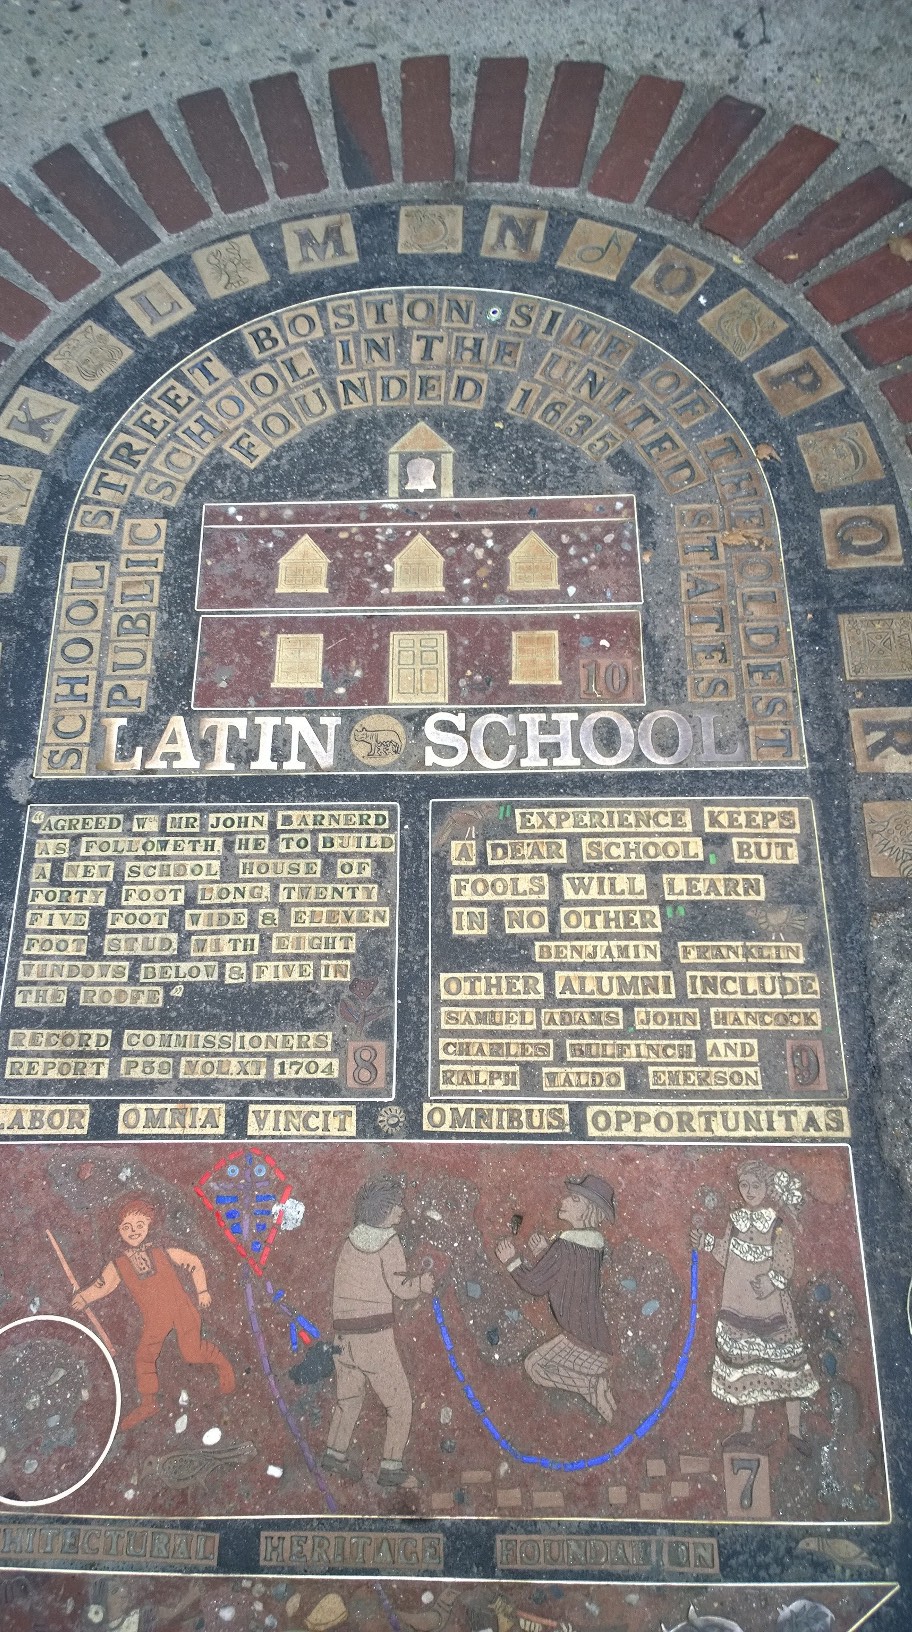 K L M N O P Q R
SCHOOL STREET BOSTON SITE OF THE OLDEST
PUBLIC SCHOOL IN THE UNITED STATES
FOUNDED 1635
10
LATIN SCHOOL
"AGREED W MR JOHN BARNERD
AS FOLLOWETH HE TO BUILD
A NEW SCHOOL HOUSE OF
FORTY FOOT LONG, TWENTY
FIVE FOOT WIDE & ELEVEN
FOOT STUD, WITH EIGHT
WINDOWS BELOW & FIVE IN
THE ROOFE"
RECORD COMMISSIONERS
REPORT P59 VOL XI 1704
8
"EXPERIENCE KEEPS
A DEAR SCHOOL, BUT
FOOLS WILL LEARN
IN NO OTHER"
BENJAMIN FRANKLIN
OTHER ALUMNI INCLUDE
SAMUEL ADAMS JOHN HANCOCK
CHARLES BULFINCH AND
RALPH WALDO EMERSON
9
LABOR OMNIA VINCIT OMNIBUS OPPORTUNITAS
7
HITECTURAL HERITAGE FOUNDATION